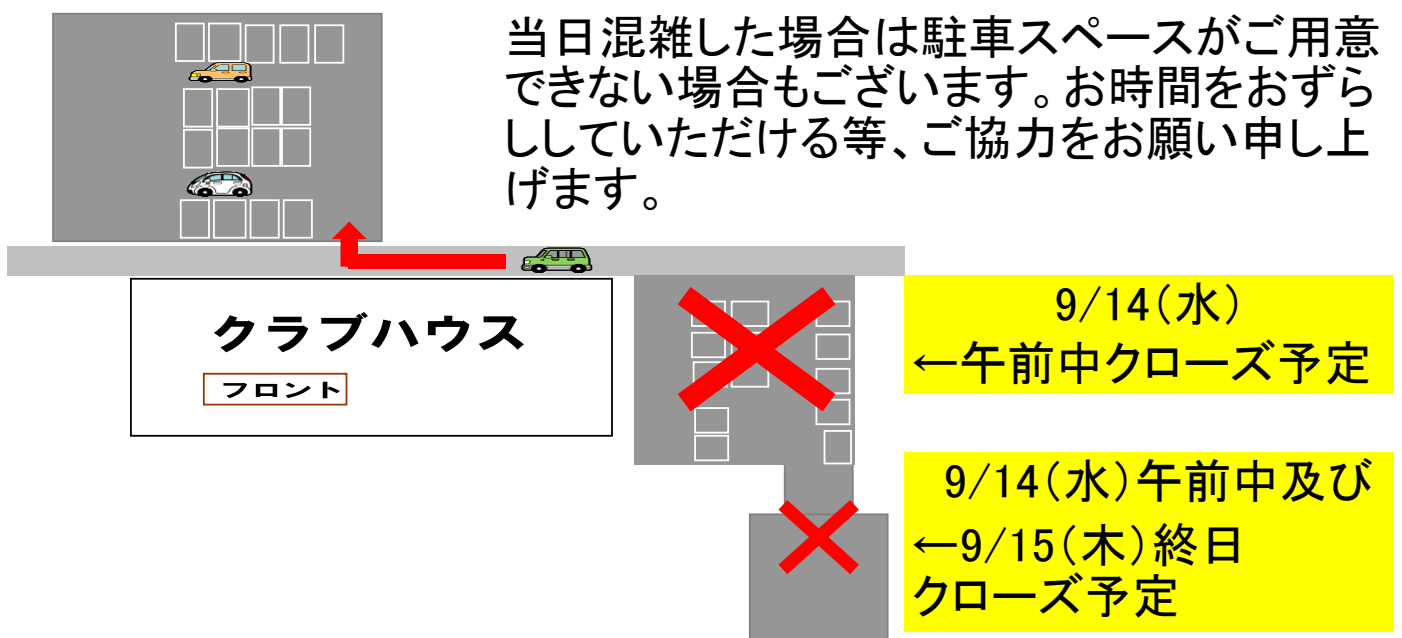 当日混雑した場合は駐車スペースがご用意
できない場合もございます。お時間をおずら
ししていただける等、ご協力をお願い申し上
げます。
クラブハウス
フロント
9/14(水)
←午前中クローズ予定
9/14(水)午前中及び
←9/15(木)終日
クローズ予定